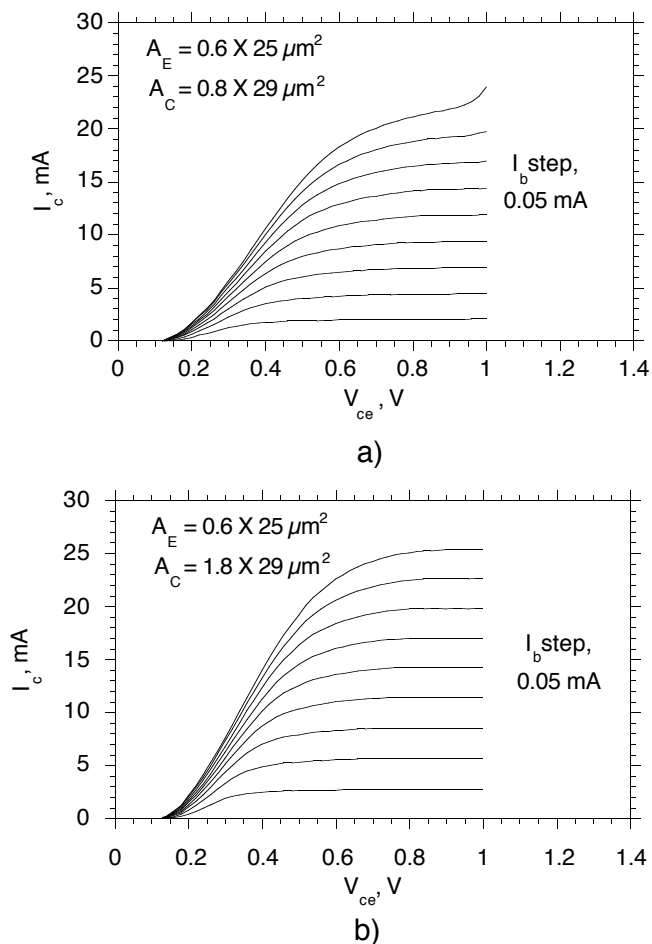 30
25
20
15
10
5
0
I_c, mA
A_E = 0.6 X 25 µm²
A_C = 0.8 X 29 µm²
I_b step,
0.05 mA
0 0.2 0.4 0.6 0.8 1 1.2 1.4
V_ce , V
a)
30
25
20
15
10
5
0
I_c, mA
A_E = 0.6 X 25 µm²
A_C = 1.8 X 29 µm²
I_b step,
0.05 mA
0 0.2 0.4 0.6 0.8 1 1.2 1.4
V_ce, V
b)